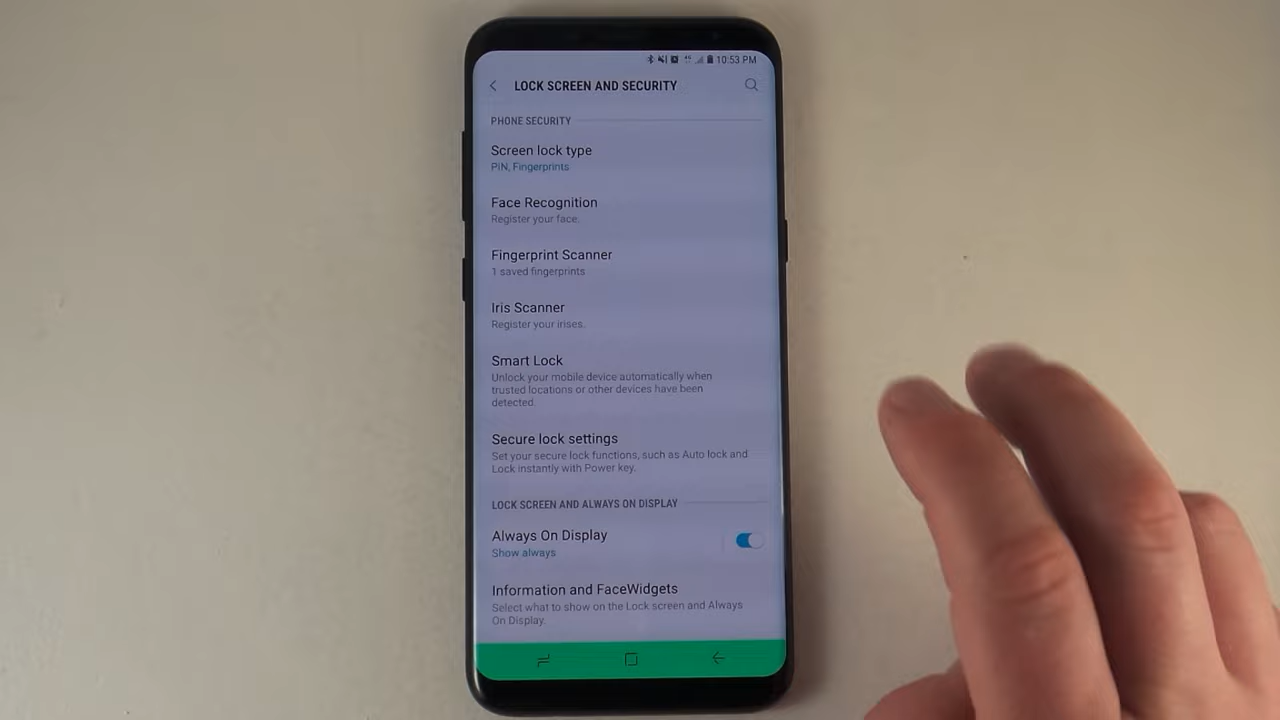 10:53 PM
LOCK SCREEN AND SECURITY
PHONE SECURITY
Screen lock type
PIN, Fingerprints
Face Recognition
Register your face.
Fingerprint Scanner
1 saved fingerprints
Iris Scanner
Register your irises.
Smart Lock
Unlock your mobile device automatically when
trusted locations or other devices have been
detected.
Secure lock settings
Set your secure lock functions, such as Auto lock and
Lock instantly with Power key.
LOCK SCREEN AND ALWAYS ON DISPLAY
Always On Display
Show always
Information and FaceWidgets
Select what to show on the Lock screen and Always
On Display.